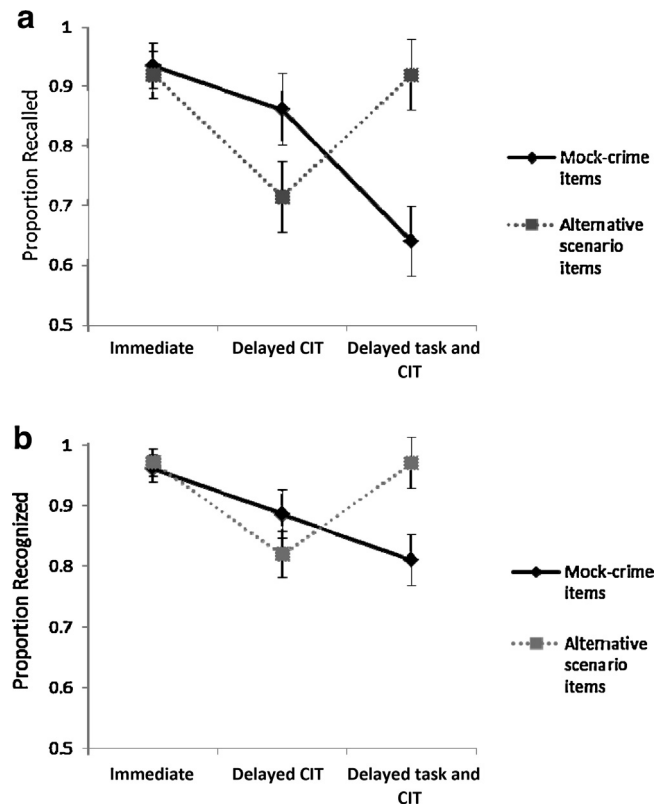 a
1
0.9
0.8
0.7
0.6
0.5
Proportion Recalled
Immediate
Delayed CIT
Delayed task and
CIT
Mock-crime
items
Alternative
scenario
items
b
1
0.9
0.8
0.7
0.6
0.5
Proportion Recognized
Immediate
Delayed CIT
Delayed task and
CIT
Mock-crime
items
Alternative
scenario
items